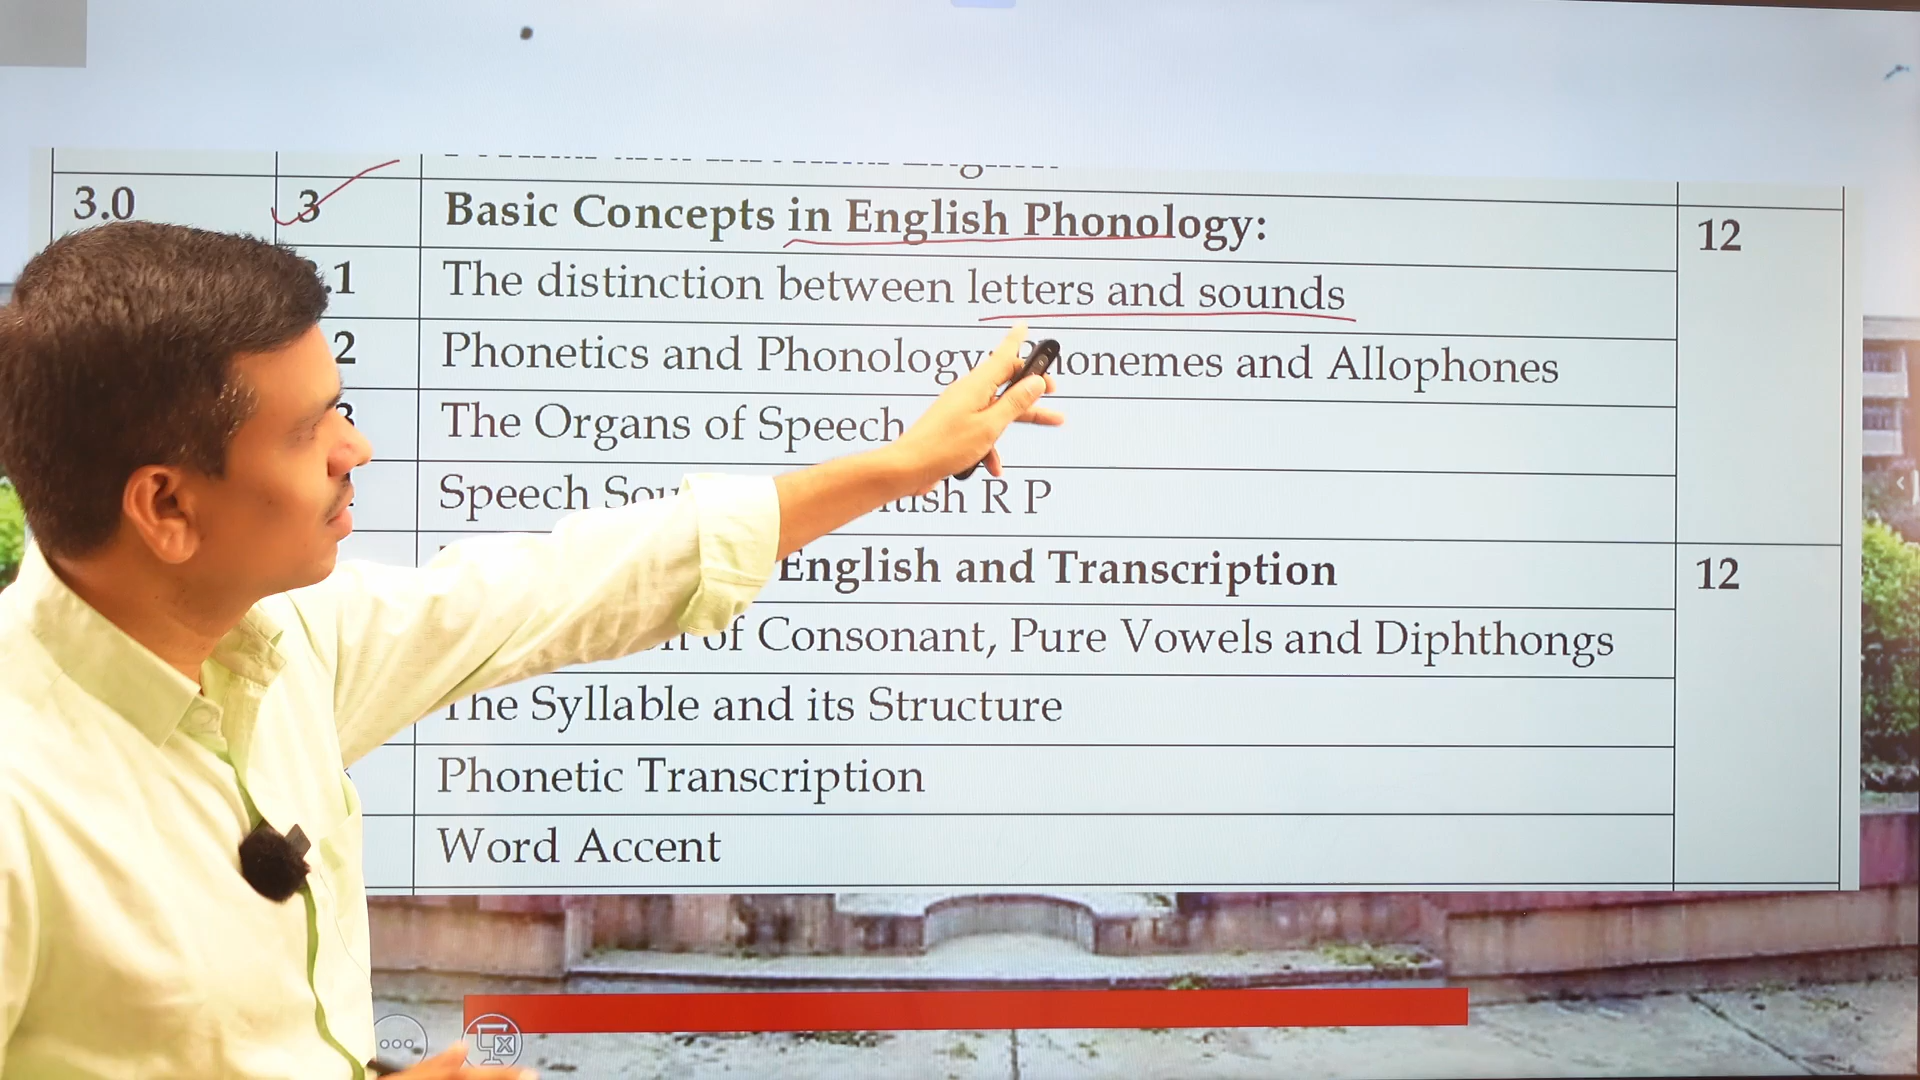 3.0 3 Basic Concepts in English Phonology: 12
.1 The distinction between letters and sounds
2 Phonetics and Phonology: Phonemes and Allophones
3 The Organs of Speech
Speech R P
English and Transcription 12
of Consonant, Pure Vowels and Diphthongs
The Syllable and its Structure
Phonetic Transcription
Word Accent